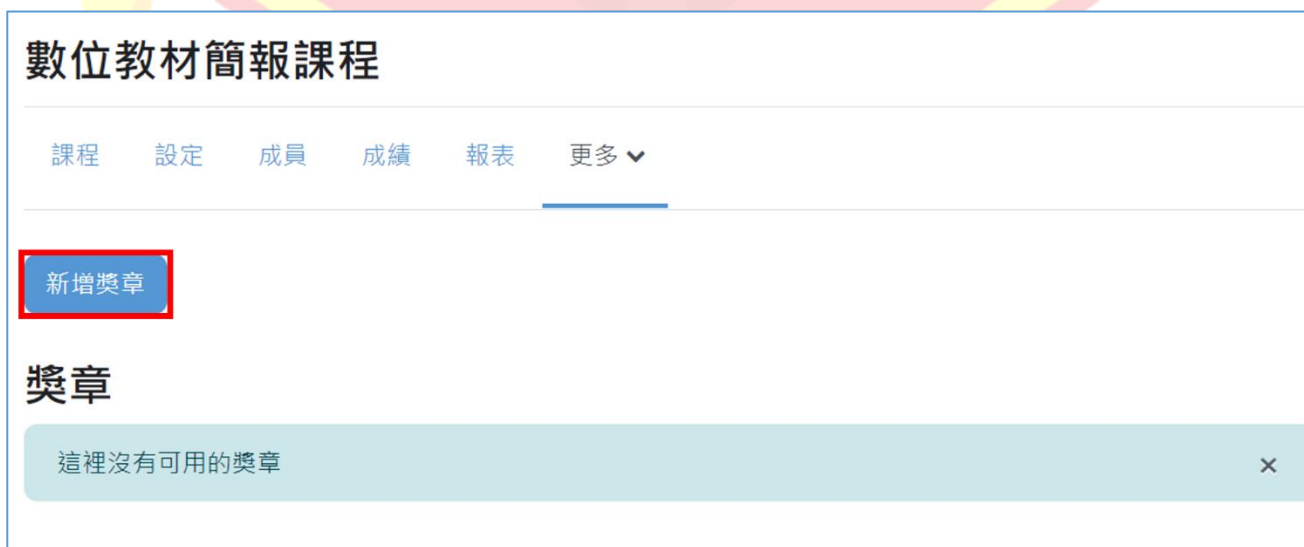 數位教材簡報課程
課程 設定 成員 成績 報表 更多
新增獎章
獎章
這裡沒有可用的獎章